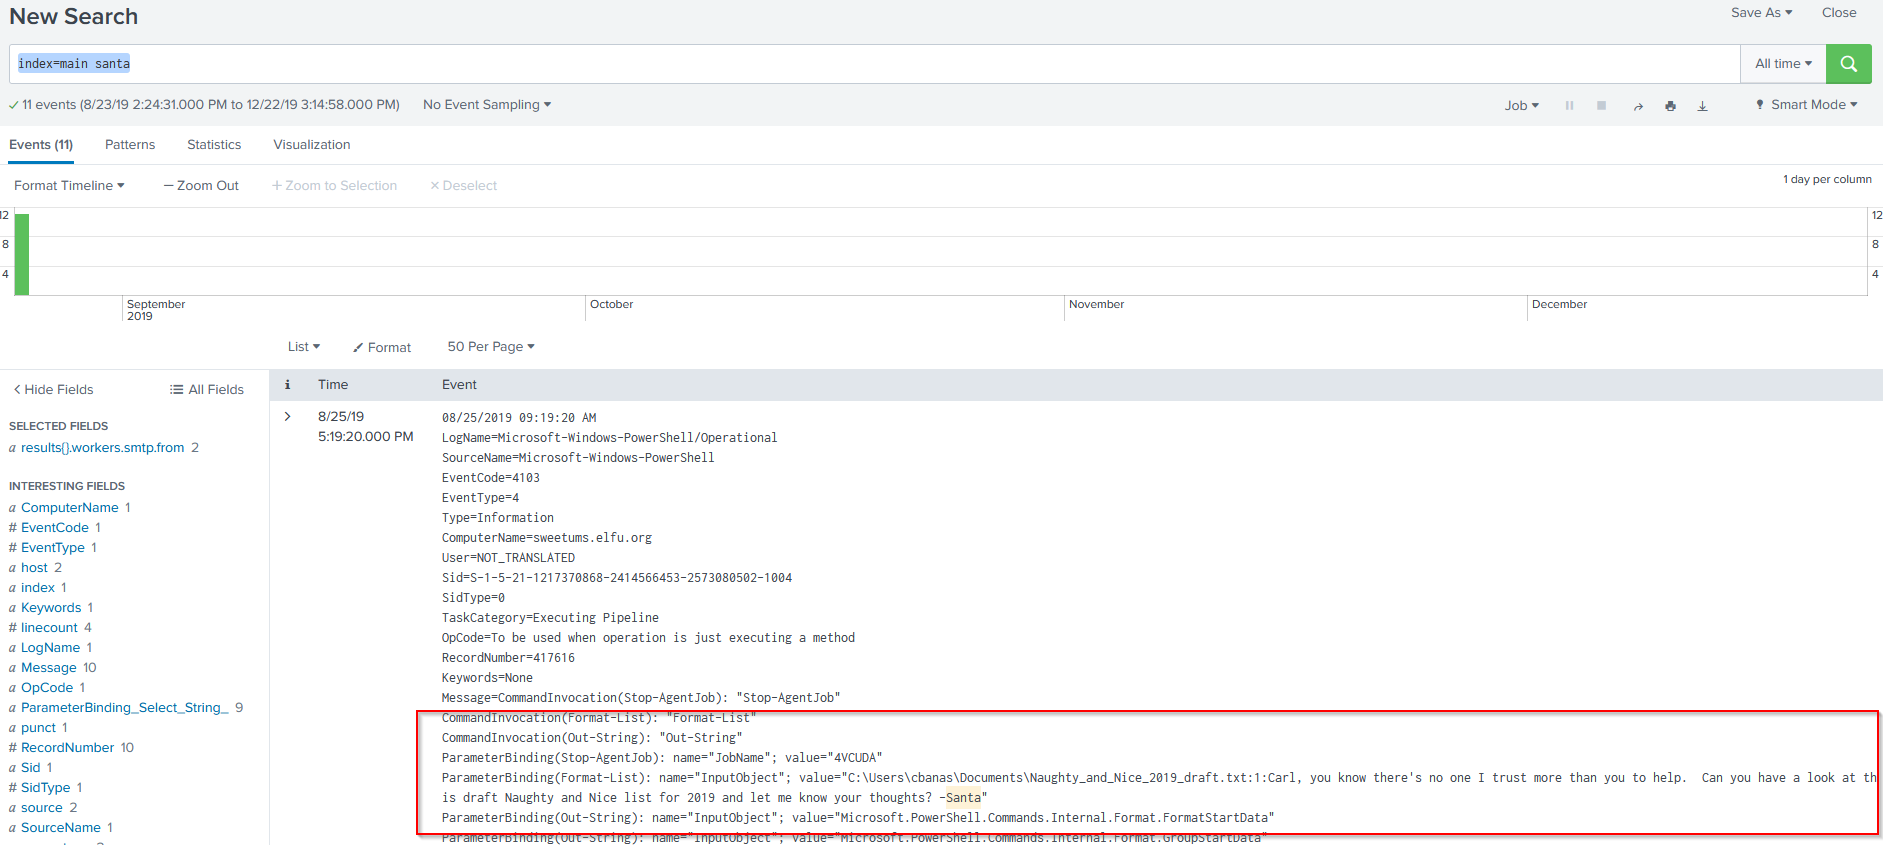 New Search
Save As
Close
index=main santa
All time
11 events (8/23/19 2:24:31.000 PM to 12/22/19 3:14:58.000 PM)
No Event Sampling
Job
Smart Mode
Events (11)
Patterns
Statistics
Visualization
Format Timeline
— Zoom Out
+ Zoom to Selection
× Deselect
1 day per column
12
12
8
8
4
4
September
2019
October
November
December
List
Format
50 Per Page
< Hide Fields
All Fields
i
Time
Event
SELECTED FIELDS
a results{}.workers.smtp.from 2
INTERESTING FIELDS
a ComputerName 1
# EventCode 1
# EventType 1
a host 2
a index 1
a Keywords 1
# linecount 4
a LogName 1
a Message 10
a OpCode 1
a ParameterBinding_Select_String_ 9
a punct 1
# RecordNumber 10
a Sid 1
# SidType 1
a source 2
a SourceName 1
>
8/25/19
5:19:20.000 PM
08/25/2019 09:19:20 AM
LogName=Microsoft-Windows-PowerShell/Operational
SourceName=Microsoft-Windows-PowerShell
EventCode=4103
EventType=4
Type=Information
ComputerName=sweetums.elfu.org
User=NOT_TRANSLATED
Sid=S-1-5-21-1217370868-2414566453-2573080502-1004
SidType=0
TaskCategory=Executing Pipeline
OpCode=To be used when operation is just executing a method
RecordNumber=417616
Keywords=None
Message=CommandInvocation(Stop-AgentJob): "Stop-AgentJob"
CommandInvocation(Format-List): "Format-List"
CommandInvocation(Out-String): "Out-String"
ParameterBinding(Stop-AgentJob): name="JobName"; value="4VCUDA"
ParameterBinding(Format-List): name="InputObject"; value="C:\Users\cbanas\Documents\Naughty_and_Nice_2019_draft.txt:1:Carl, you know there's no one I trust more than you to help.  Can you have a look at th
is draft Naughty and Nice list for 2019 and let me know your thoughts? -Santa"
ParameterBinding(Out-String): name="InputObject"; value="Microsoft.PowerShell.Commands.Internal.Format.FormatStartData"
ParameterBinding(Out-String): name="InputObject"; value="Microsoft.PowerShell.Commands.Internal.Format.GroupStartData"